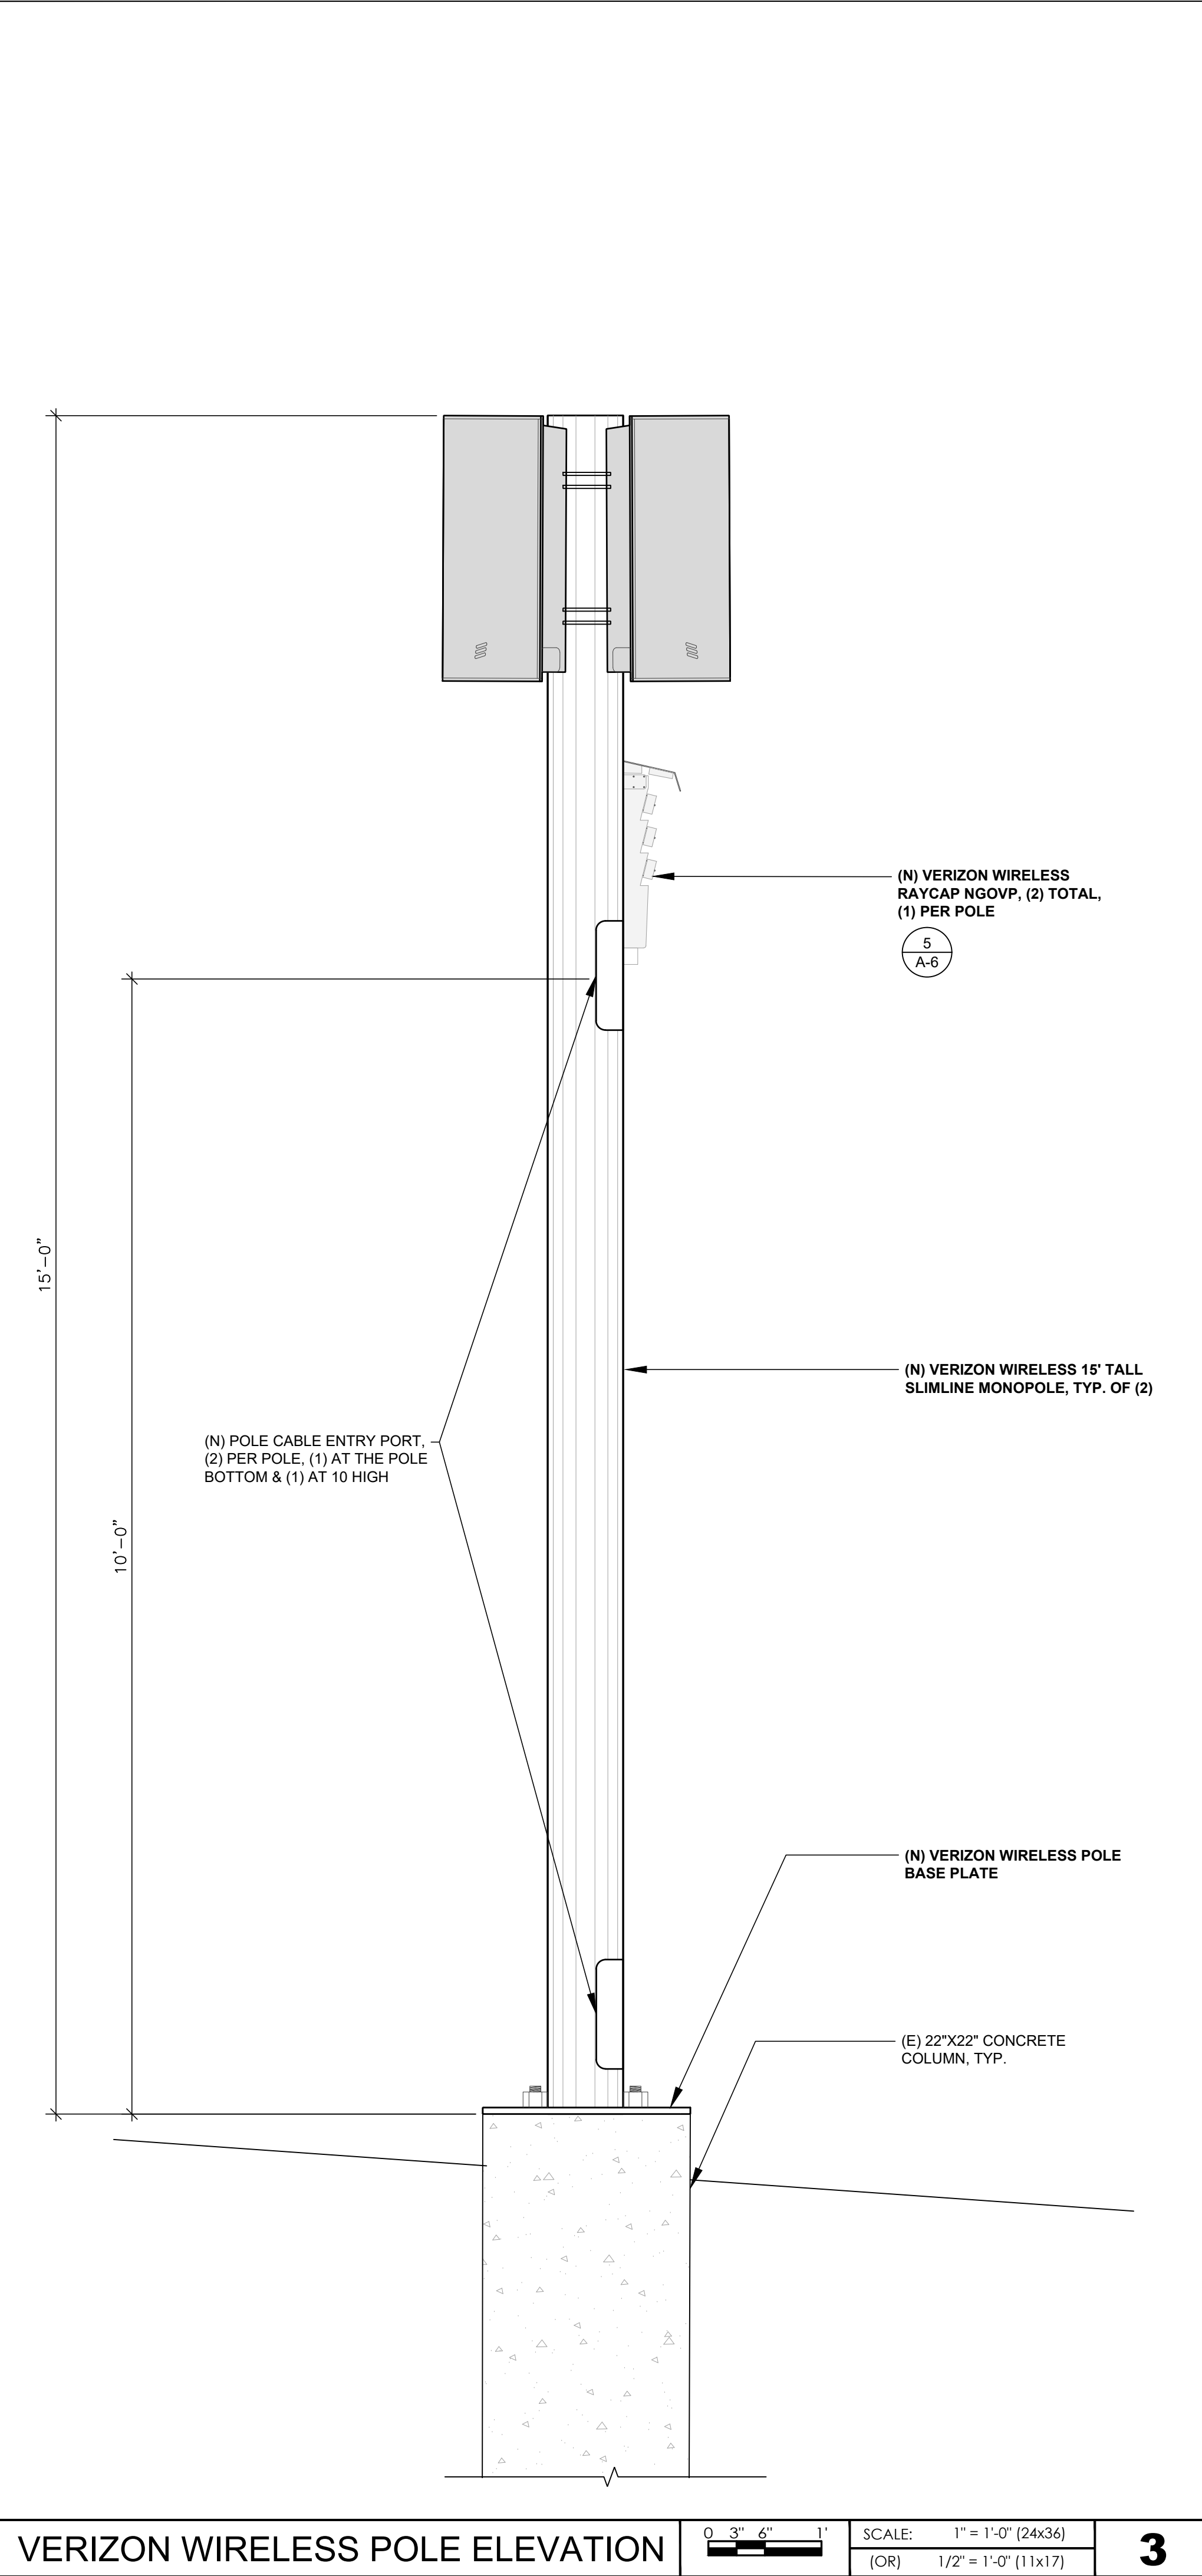 (N) VERIZON WIRELESS
RAYCAP NGOVP, (2) TOTAL,
(1) PER POLE
5
A-6
15'-0"
(N) VERIZON WIRELESS 15' TALL
SLIMLINE MONOPOLE, TYP. OF (2)
(N) POLE CABLE ENTRY PORT,
(2) PER POLE, (1) AT THE POLE
BOTTOM & (1) AT 10 HIGH
10'-0"
(N) VERIZON WIRELESS POLE
BASE PLATE
(E) 22"X22" CONCRETE
COLUMN, TYP.
VERIZON WIRELESS POLE ELEVATION
0 3" 6" 1'
SCALE: 1" = 1'-0" (24x36)
(OR) 1/2" = 1'-0" (11x17)
3